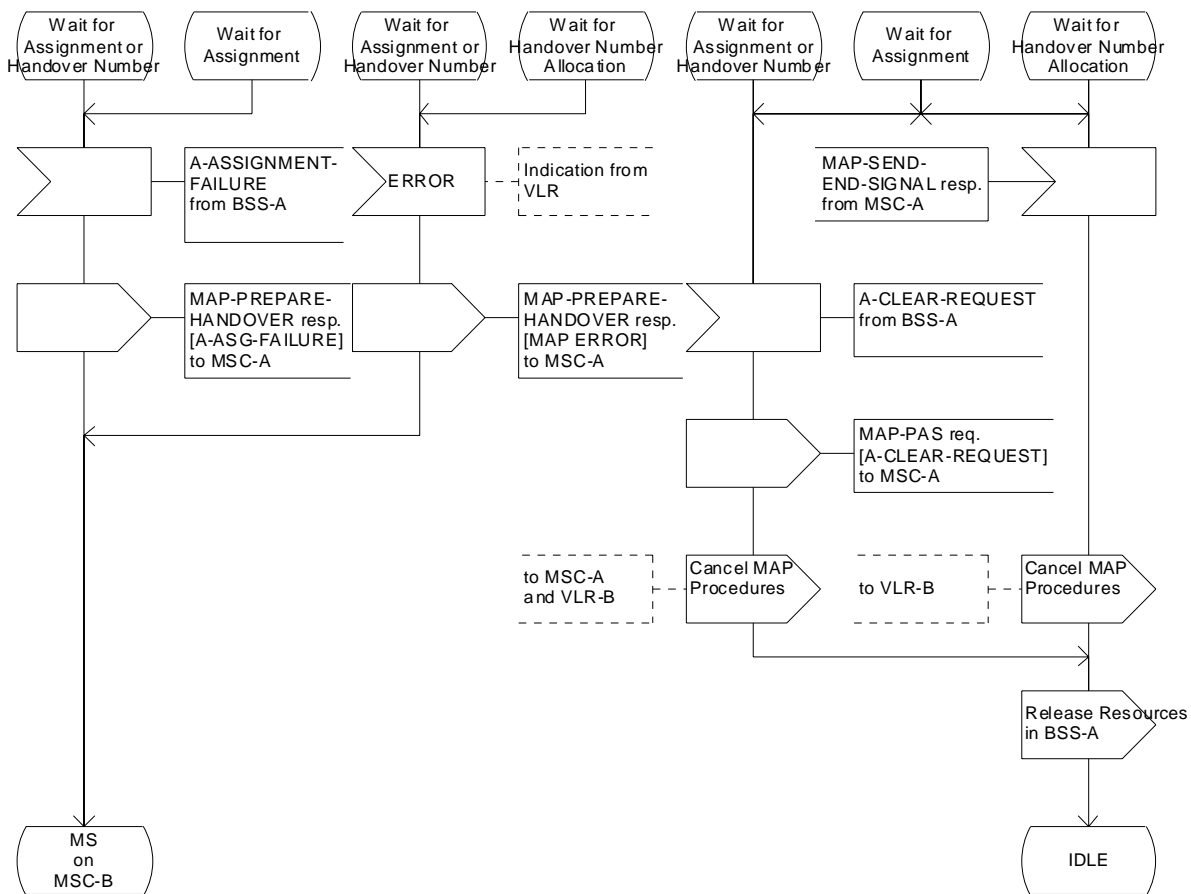 Wait for
Assignment or
Handover Number
Wait for
Assignment
Wait for
Assignment or
Handover Number
Wait for
Handover Number
Allocation
Wait for
Assignment or
Handover Number
Wait for
Assignment
Wait for
Handover Number
Allocation
A-ASSIGNMENT-
FAILURE
from BSS-A
ERROR
Indication from
VLR
MAP-SEND-
END-SIGNAL resp.
from MSC-A
MAP-PREPARE-
HANDOVER resp.
[A-ASG-FAILURE]
to MSC-A
MAP-PREPARE-
HANDOVER resp.
[MAP ERROR]
to MSC-A
A-CLEAR-REQUEST
from BSS-A
MAP-PAS req.
[A-CLEAR-REQUEST]
to MSC-A
to MSC-A
and VLR-B
Cancel MAP
Procedures
to VLR-B
Cancel MAP
Procedures
Release Resources
in BSS-A
MS
on
MSC-B
IDLE